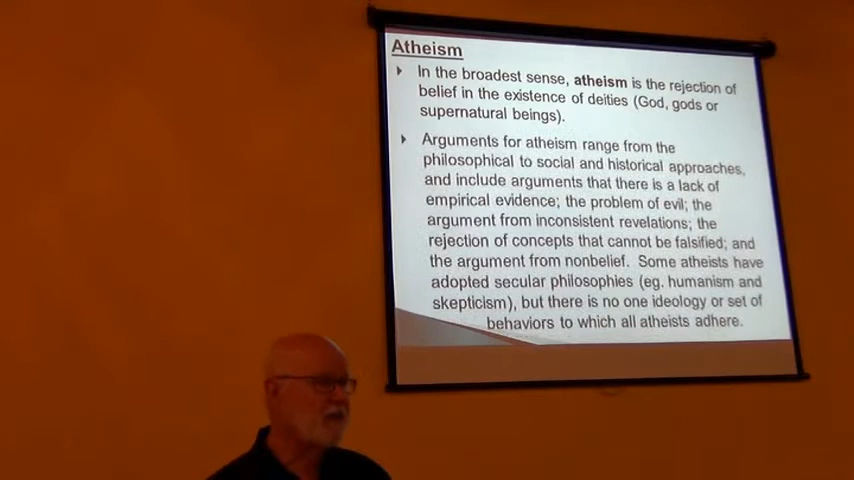 Atheism
In the broadest sense, atheism is the rejection of
belief in the existence of deities (God, gods or
supernatural beings).
Arguments for atheism range from the
philosophical to social and historical approaches,
and include arguments that there is a lack of
empirical evidence; the problem of evil; the
argument from inconsistent revelations; the
rejection of concepts that cannot be falsified; and
the argument from nonbelief. Some atheists have
adopted secular philosophies (eg. humanism and
skepticism), but there is no one ideology or set of
behaviors to which all atheists adhere.